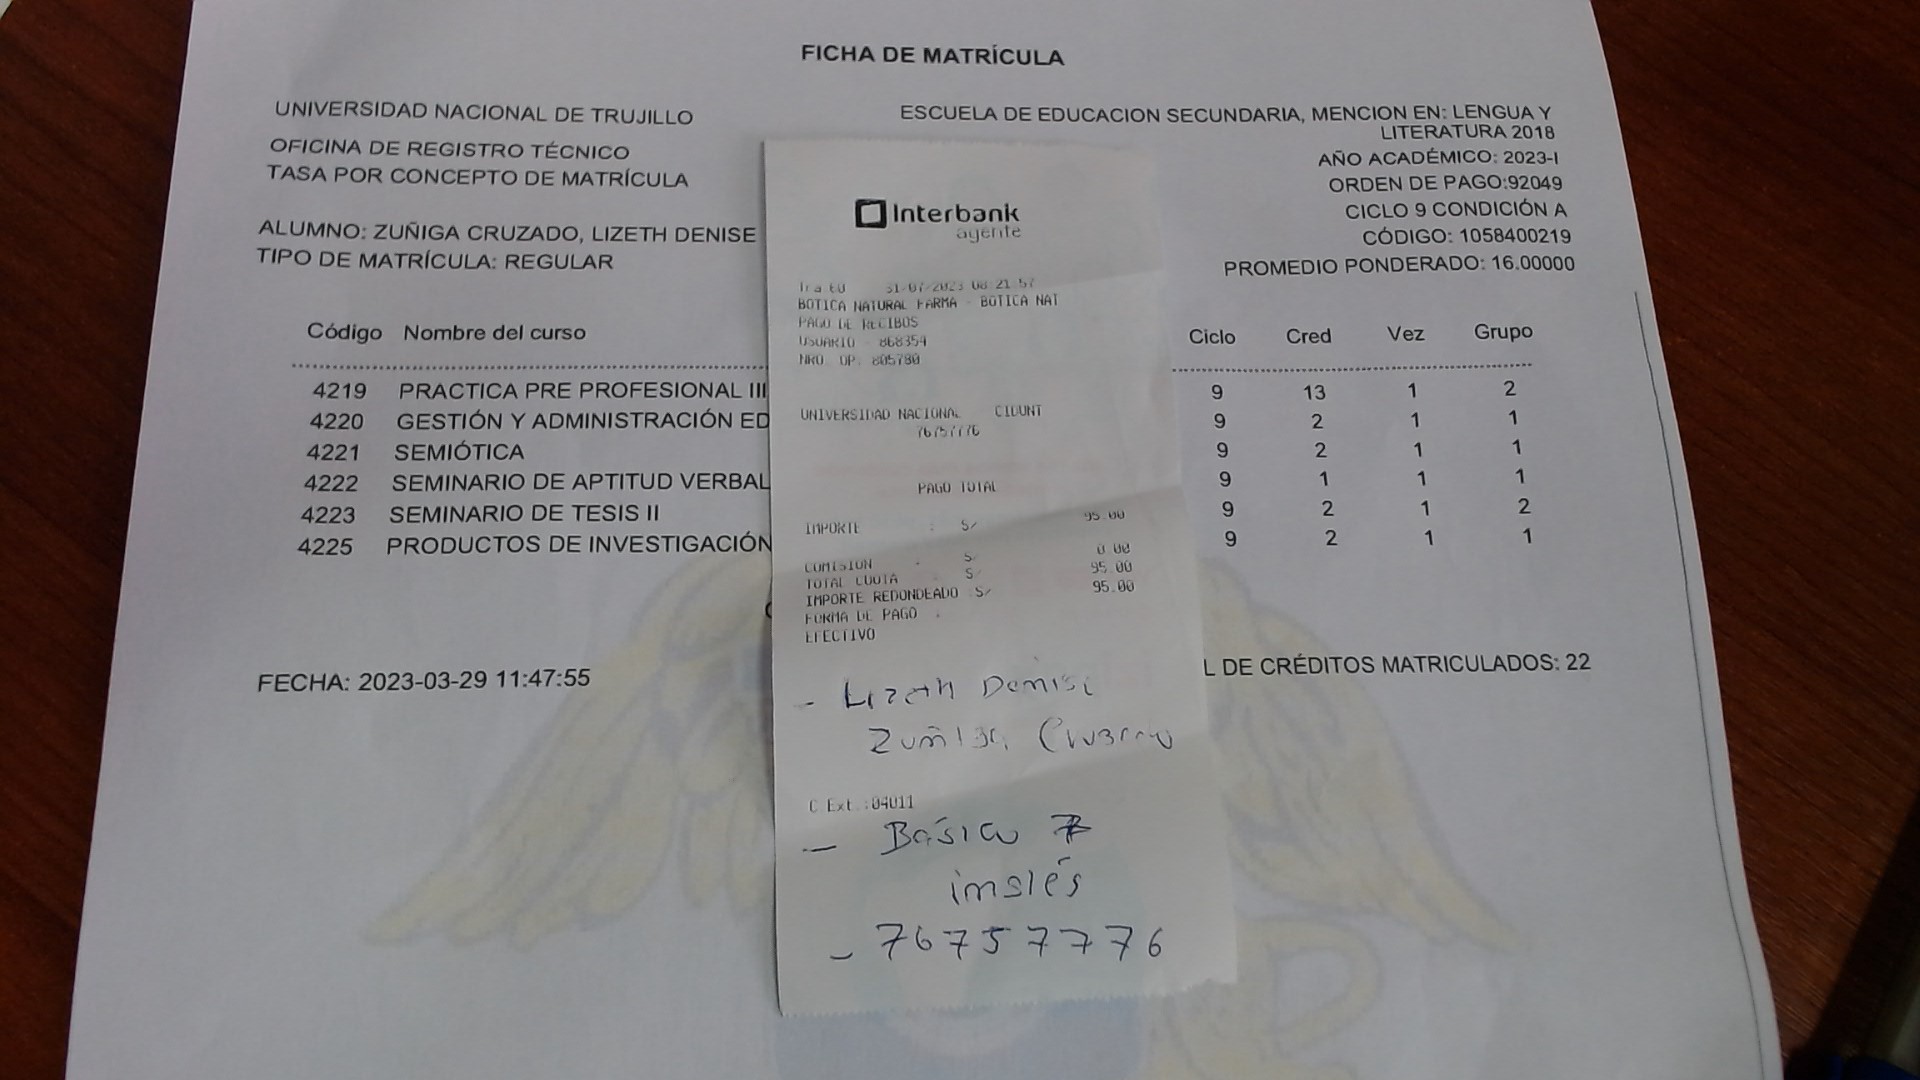 FICHA DE MATRÍCULA
UNIVERSIDAD NACIONAL DE TRUJILLO
OFICINA DE REGISTRO TÉCNICO
TASA POR CONCEPTO DE MATRÍCULA
ALUMNO: ZUÑIGA CRUZADO, LIZETH DENISE
TIPO DE MATRÍCULA: REGULAR
ESCUELA DE EDUCACION SECUNDARIA, MENCION EN: LENGUA Y
LITERATURA 2018
AÑO ACADÉMICO: 2023-I
ORDEN DE PAGO:92049
CICLO 9 CONDICIÓN A
CÓDIGO: 1058400219
PROMEDIO PONDERADO: 16.00000
Código Nombre del curso Ciclo Cred Vez Grupo
4219 PRACTICA PRE PROFESIONAL III 9 13 1 2
4220 GESTIÓN Y ADMINISTRACIÓN ED 9 2 1 1
4221 SEMIÓTICA 9 2 1 1
4222 SEMINARIO DE APTITUD VERBAL 9 1 1 1
4223 SEMINARIO DE TESIS II 9 2 1 2
4225 PRODUCTOS DE INVESTIGACIÓN 9 2 1 1
FECHA: 2023-03-29 11:47:55
L DE CRÉDITOS MATRICULADOS: 22
Interbank
agente
31/07/2023 08:21:57
BOTICA NATURAL FARMA - BOTICA NAT
PAGO DE RECIBOS
USUARIO : 868354
NRO. OP. 805780
UNIVERSIDAD NACIONAL CIDUNT
76757776
PAGO TOTAL
IMPORTE : S/ 95.00
COMISION : S/ 0.00
TOTAL CUOTA : S/ 95.00
IMPORTE REDONDEADO S/ 95.00
FORMA DE PAGO :
EFECTIVO
- Lizeth Denise
Zuñiga Cruzado
C Ext.:04011
- Básico 7
inglés
- 76757776